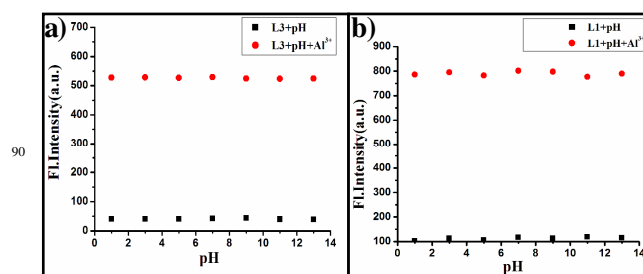 a)
L3+pH
L3+pH+Al³⁺
Fl.Intensity(a.u.)
700
600
500
400
300
200
100
0
0 2 4 6 8 10 12 14
pH
b)
L1+pH
L1+pH+Al³⁺
Fl.Intensity(a.u.)
900
800
700
600
500
400
300
200
100
0 2 4 6 8 10 12 14
pH
90